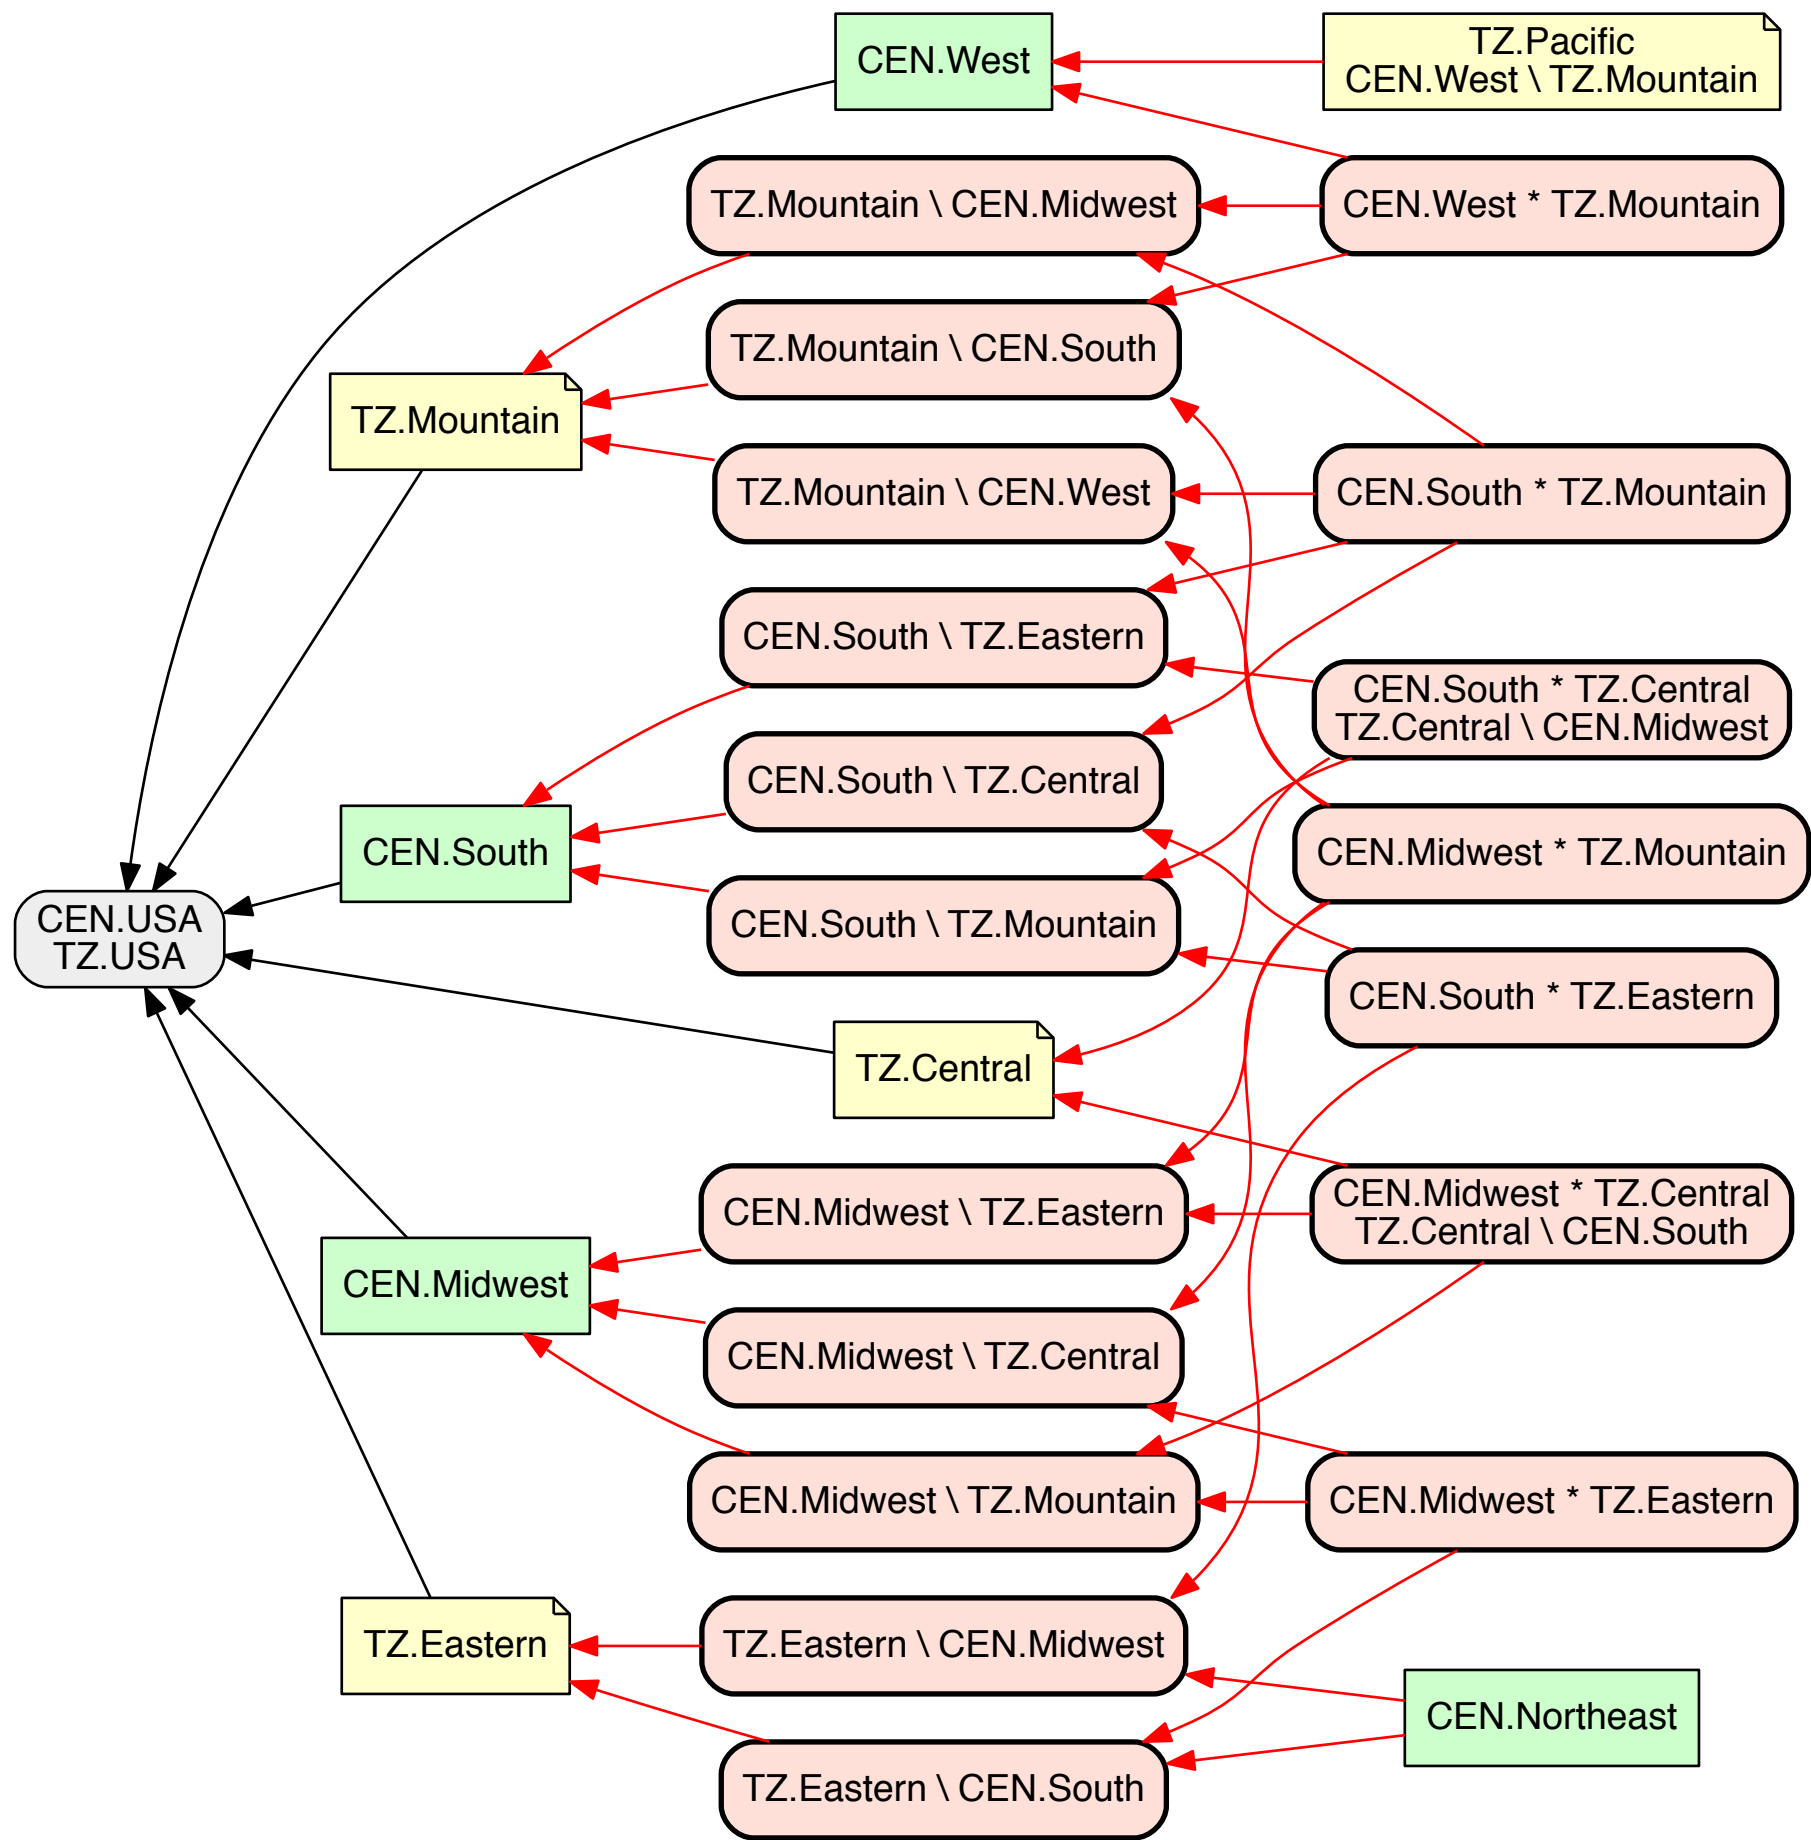 CEN.West
TZ.Pacific
CEN.West \ TZ.Mountain
TZ.Mountain \ CEN.Midwest
CEN.West * TZ.Mountain
TZ.Mountain \ CEN.South
TZ.Mountain
TZ.Mountain \ CEN.West
CEN.South * TZ.Mountain
CEN.South \ TZ.Eastern
CEN.South * TZ.Central
TZ.Central \ CEN.Midwest
CEN.South \ TZ.Central
CEN.South
CEN.Midwest * TZ.Mountain
CEN.USA
TZ.USA
CEN.South \ TZ.Mountain
CEN.South * TZ.Eastern
TZ.Central
CEN.Midwest \ TZ.Eastern
CEN.Midwest * TZ.Central
TZ.Central \ CEN.South
CEN.Midwest
CEN.Midwest \ TZ.Central
CEN.Midwest \ TZ.Mountain
CEN.Midwest * TZ.Eastern
TZ.Eastern
TZ.Eastern \ CEN.Midwest
CEN.Northeast
TZ.Eastern \ CEN.South